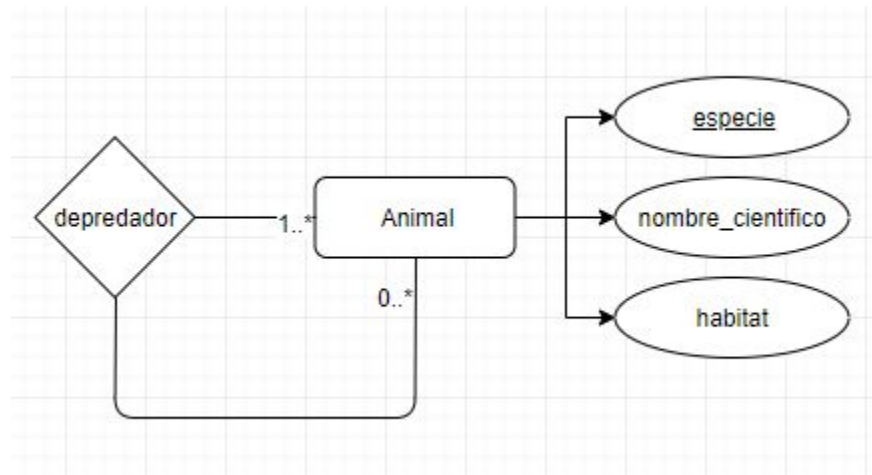 especie
depredador
1..*
Animal
nombre_cientifico
0..*
habitat